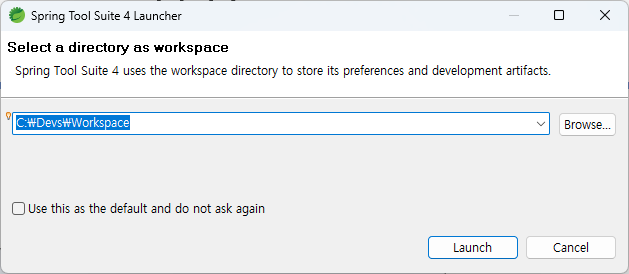 Spring Tool Suite 4 Launcher
Select a directory as workspace
Spring Tool Suite 4 uses the workspace directory to store its preferences and development artifacts.
C:₩Devs₩Workspace
Browse...
Use this as the default and do not ask again
Launch
Cancel